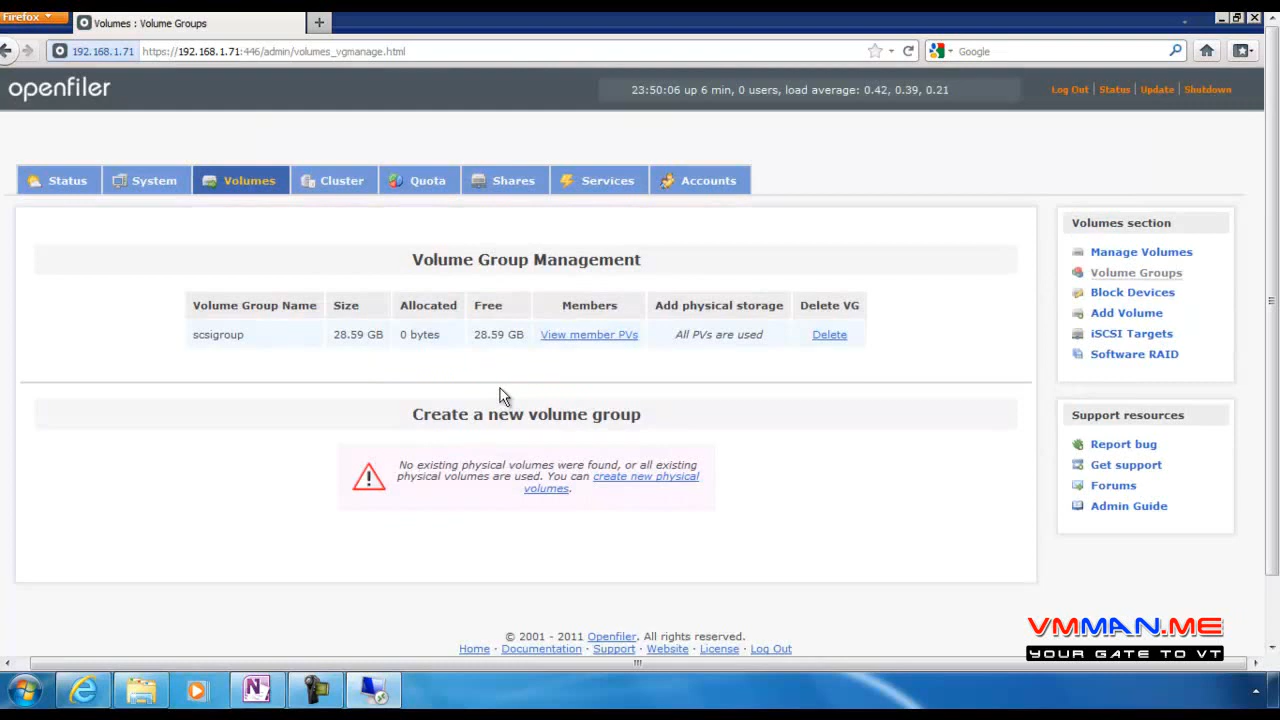 Firefox
Volumes : Volume Groups
192.168.1.71 https://192.168.1.71:446/admin/volumes_vgmanage.html
Google
openfiler
23:50:06 up 6 min, 0 users, load average: 0.42, 0.39, 0.21
Log Out | Status | Update | Shutdown
Status System Volumes Cluster Quota Shares Services Accounts
Volume Group Management
Volume Group Name Size Allocated Free Members Add physical storage Delete VG
scsigroup 28.59 GB 0 bytes 28.59 GB View member PVs All PVs are used Delete
Create a new volume group
No existing physical volumes were found, or all existing
physical volumes are used. You can create new physical
volumes.
Volumes section
Manage Volumes
Volume Groups
Block Devices
Add Volume
iSCSI Targets
Software RAID
Support resources
Report bug
Get support
Forums
Admin Guide
© 2001 - 2011 Openfiler. All rights reserved.
Home - Documentation - Support - Website - License - Log Out
VMMAN.ME
YOUR GATE TO VT